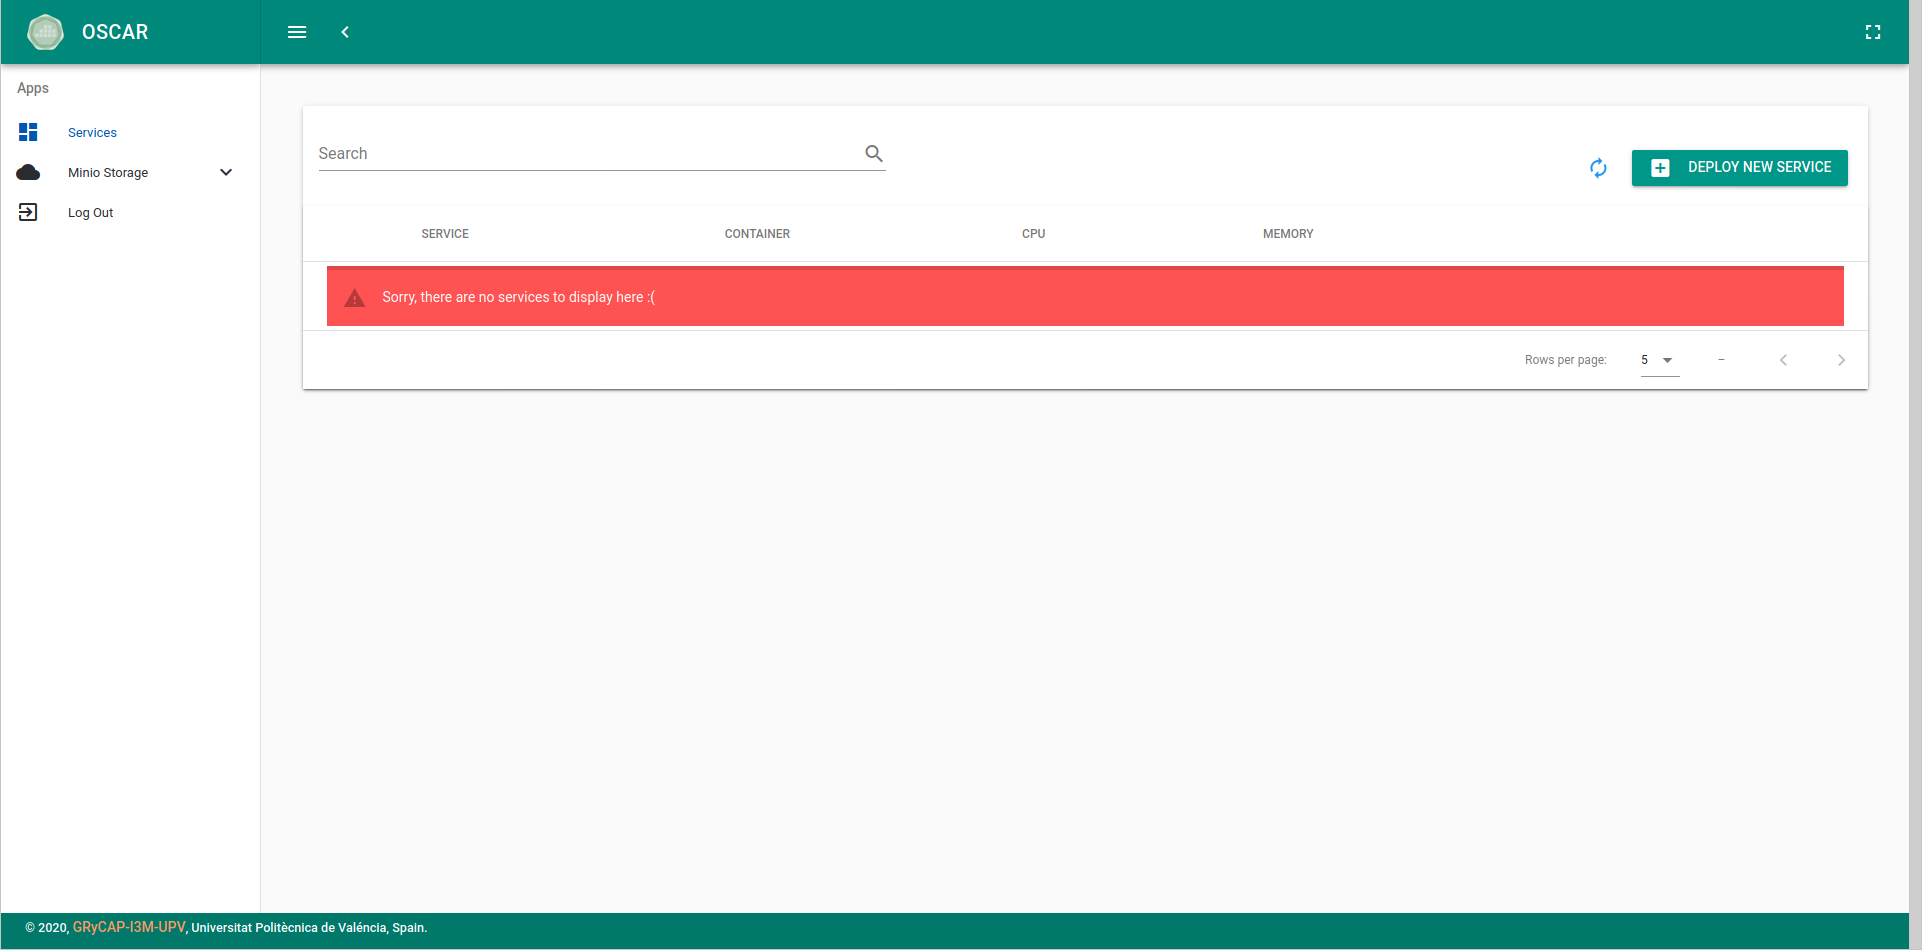 OSCAR
Apps
Services
Minio Storage
Log Out
Search
DEPLOY NEW SERVICE
SERVICE CONTAINER CPU MEMORY
Sorry, there are no services to display here :(
Rows per page: 5 –
© 2020, GRyCAP-I3M-UPV, Universitat Politècnica de Valéncia, Spain.